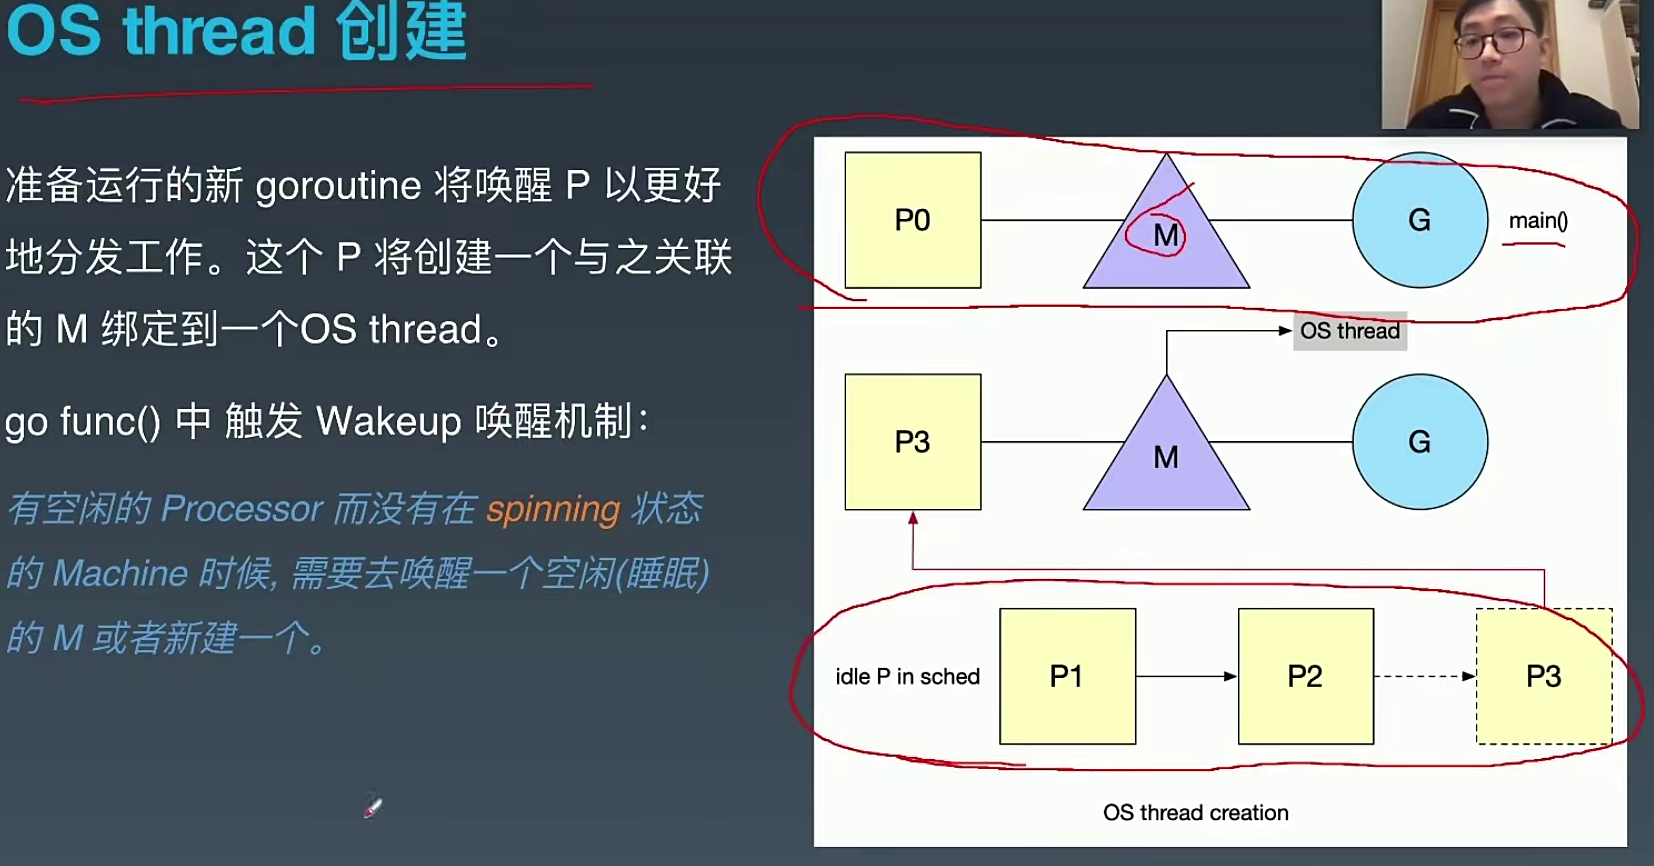 OS thread 创建
准备运行的新 goroutine 将唤醒 P 以更好
地分发工作。这个 P 将创建一个与之关联
的 M 绑定到一个OS thread。
go func() 中 触发 Wakeup 唤醒机制：
有空闲的 Processor 而没有在 spinning 状态
的 Machine 时候, 需要去唤醒一个空闲(睡眠)
的 M 或者新建一个。
P0 M G main()
OS thread
P3 M G
idle P in sched P1 P2 P3
OS thread creation